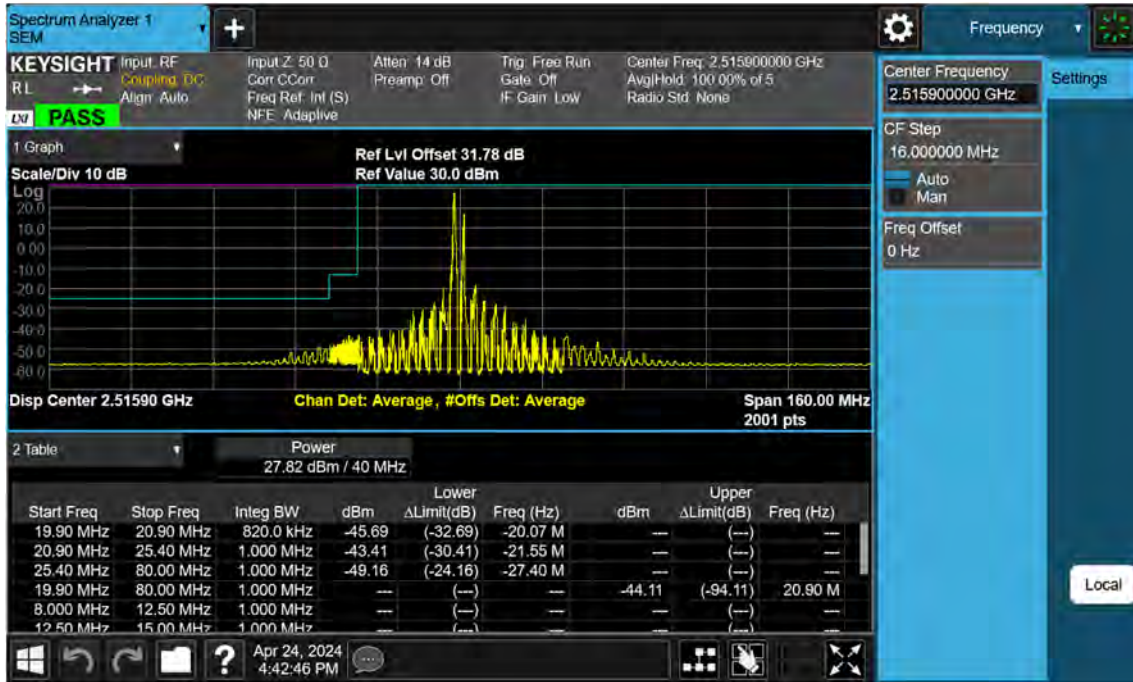 Spectrum Analyzer 1
SEM
+
Frequency
KEYSIGHT
RL
LXI
PASS
Input: RF
Coupling: DC
Align: Auto
Input Z: 50 Ω
Corr CCorr
Freq Ref: Int (S)
NFE: Adaptive
Atten: 14 dB
Preamp: Off
Trig: Free Run
Gate: Off
IF Gain: Low
Center Freq: 2.515900000 GHz
Avg|Hold: 100.00% of 5
Radio Std: None
Center Frequency
2.515900000 GHz
Settings
CF Step
16.000000 MHz
Auto
Man
Freq Offset
0 Hz
1 Graph
Scale/Div 10 dB
Ref Lvl Offset 31.78 dB
Ref Value 30.0 dBm
Log
20.0
10.0
0.00
-10.0
-20.0
-30.0
-40.0
-50.0
-60.0
Disp Center 2.51590 GHz
Chan Det: Average, #Offs Det: Average
Span 160.00 MHz
2001 pts
2 Table
Power
27.82 dBm / 40 MHz
Lower Upper
Start Freq Stop Freq Integ BW dBm ΔLimit(dB) Freq (Hz) dBm ΔLimit(dB) Freq (Hz)
19.90 MHz 20.90 MHz 820.0 kHz -45.69 (-32.69) -20.07 M --- (---) ---
20.90 MHz 25.40 MHz 1.000 MHz -43.41 (-30.41) -21.55 M --- (---) ---
25.40 MHz 80.00 MHz 1.000 MHz -49.16 (-24.16) -27.40 M --- (---) ---
19.90 MHz 80.00 MHz 1.000 MHz --- (---) --- -44.11 (-94.11) 20.90 M
8.000 MHz 12.50 MHz 1.000 MHz --- (---) --- --- (---) ---
12.50 MHz 15.00 MHz 1.000 MHz --- (---) --- --- (---) ---
Local
?
Apr 24, 2024
4:42:46 PM